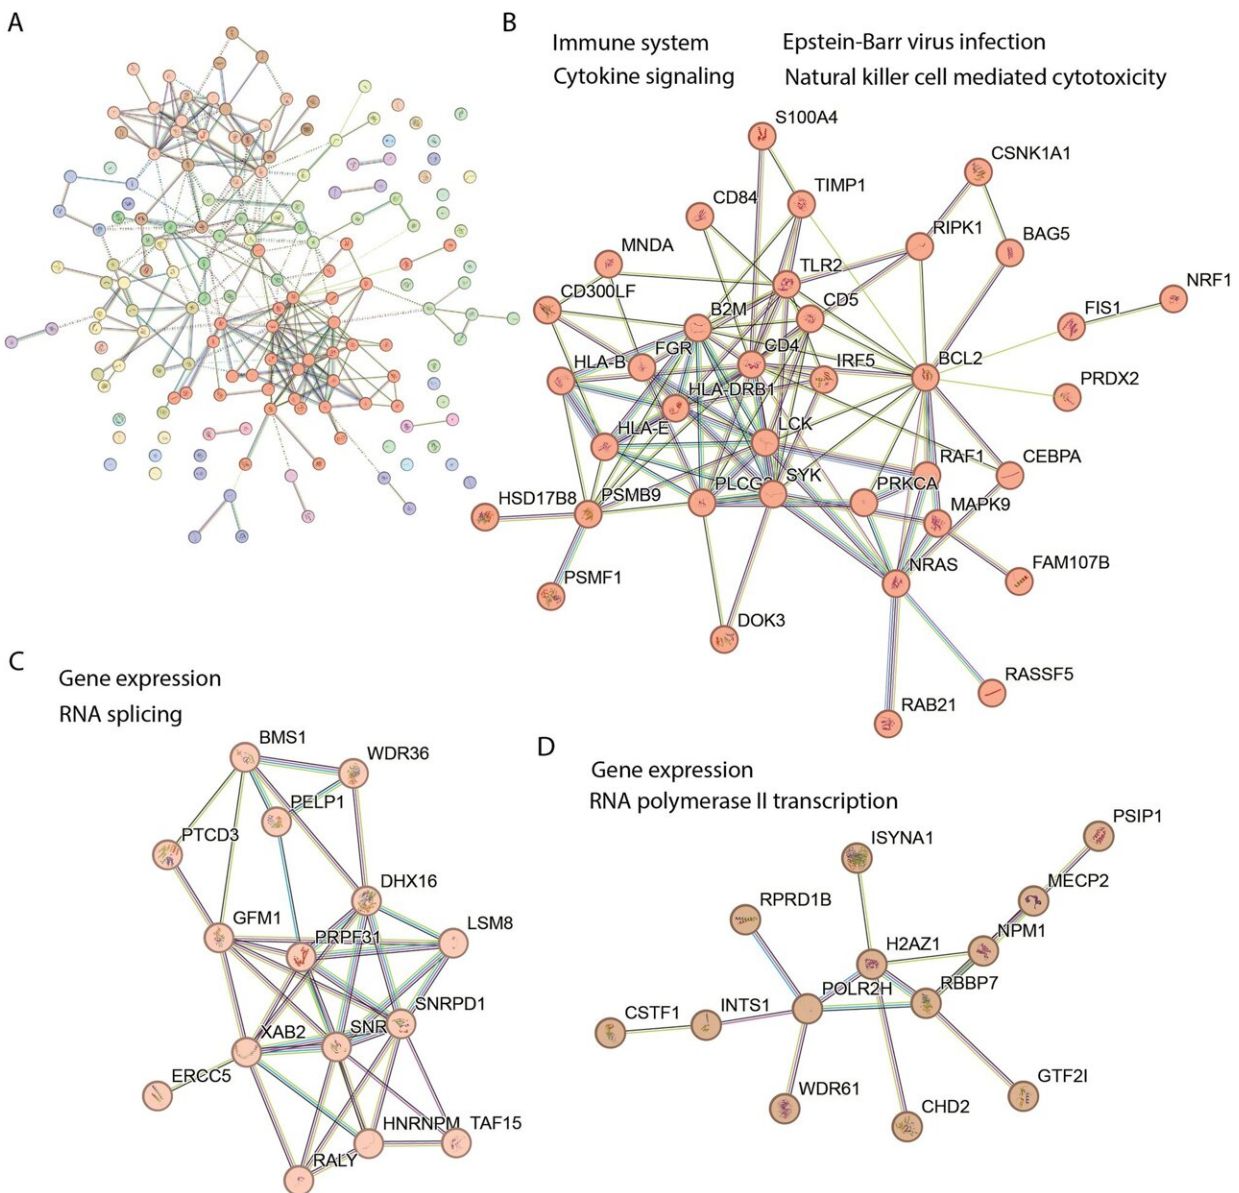 A
B
Immune system
Epstein-Barr virus infection
Cytokine signaling
Natural killer cell mediated cytotoxicity
S100A4
CSNK1A1
TIMP1
CD84
RIPK1
BAG5
MNDA
TLR2
NRF1
CD300LF
B2M
CD5
FIS1
HLA-B
FGR
CD4
IRF5
BCL2
PRDX2
HLA-DRB1
HLA-E
LCK
RAF1
CEBPA
HSD17B8
PSMB9
SYK
PRKCA
MAPK9
NRAS
FAM107B
PSMF1
DOK3
RASSF5
RAB21
C
Gene expression
RNA splicing
BMS1
WDR36
PELP1
PTCD3
DHX16
GFM1
LSM8
PRPF31
SNRPD1
XAB2
SNR
ERCC5
HNRNPM
TAF15
RALY
D
Gene expression
RNA polymerase II transcription
PSIP1
ISYNA1
MECP2
RPRD1B
NPM1
H2AZ1
RBBP7
POLR2H
INTS1
CSTF1
GTF2I
WDR61
CHD2